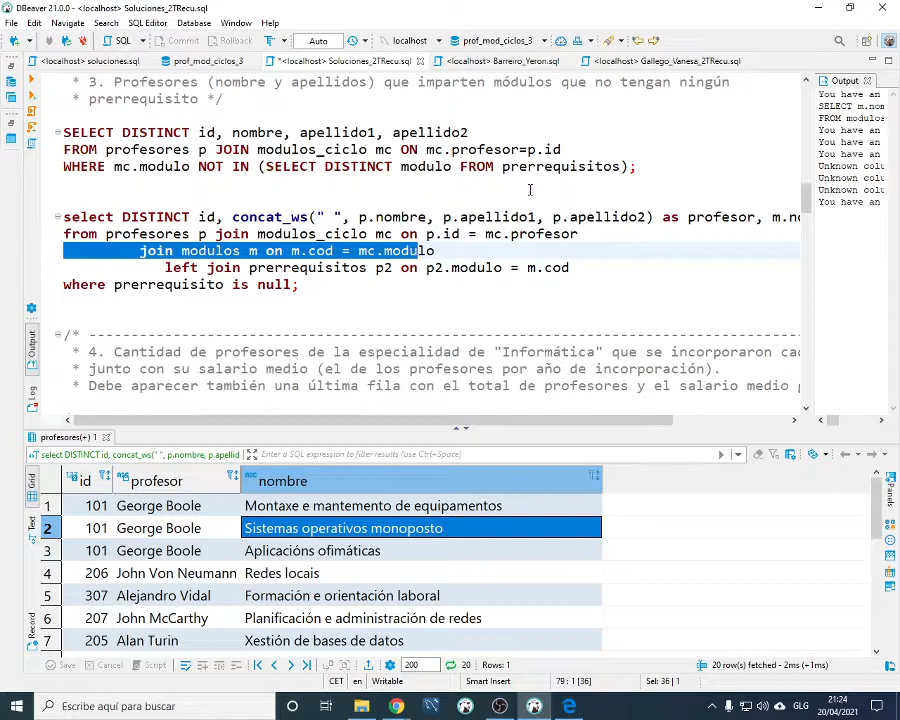 DBeaver 21.0.0 - <localhost> Soluciones_2TRecu.sql
File Edit Navigate Search SQL Editor Database Window Help
SQL Commit Rollback Auto localhost prof_mod_ciclos_3
<localhost> soluciones.sql prof_mod_ciclos_3 *<localhost> Soluciones_2TRecu.sql <localhost> Barreiro_Yeron.sql <localhost> Gallego_Vanesa_2T.sql
* 3. Profesores (nombre y apellidos) que imparten módulos que no tengan ningún
* prerrequisito */
SELECT DISTINCT id, nombre, apellido1, apellido2
FROM profesores p JOIN modulos_ciclo mc ON mc.profesor=p.id
WHERE mc.modulo NOT IN (SELECT DISTINCT modulo FROM prerrequisitos);
select DISTINCT id, concat_ws(" ", p.nombre, p.apellido1, p.apellido2) as profesor, m.no
from profesores p join modulos_ciclo mc on p.id = mc.profesor
join modulos m on m.cod = mc.modulo
left join prerrequisitos p2 on p2.modulo = m.cod
where prerrequisito is null;
/* ----------------------------------------------------------------
* 4. Cantidad de profesores de la especialidad de "Informática" que se incorporaron ca
* junto con su salario medio (el de los profesores por año de incorporación).
* Debe aparecer también una última fila con el total de profesores y el salario medio
Output
You have an
SELECT m.nom
FROM modulos
You have an
You have an
You have an
Unknown colu
Unknown colu
Unknown colu
You have an
Output
Log
profesores(+) 1
select DISTINCT id, concat_ws(" ", p.nombre, p.apellid Enter a SQL expression to filter results (use Ctrl+Space)
Grid
Text
Record
Panels
id profesor nombre
1 101 George Boole Montaxe e mantemento de equipamentos
2 101 George Boole Sistemas operativos monoposto
3 101 George Boole Aplicacións ofimáticas
4 206 John Von Neumann Redes locais
5 307 Alejandro Vidal Formación e orientación laboral
6 207 John McCarthy Planificación e administración de redes
7 205 Alan Turin Xestión de bases de datos
Save Cancel Script 200 20 Rows: 1 20 row(s) fetched - 2ms (+1ms)
CET en Writable Smart Insert 79 : 1 [36] Sel: 36 | 1
Escribe aquí para buscar GLG 21:24
20/04/2021